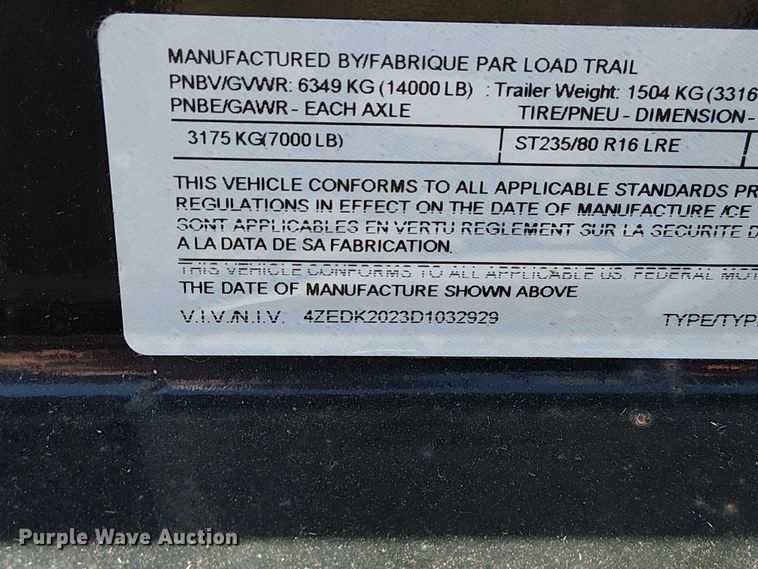 MANUFACTURED BY/FABRIQUE PAR: LOAD TRAIL
PNBV/GVWR: 6349 KG (14000 LB) : Trailer Weight: 1504 KG (3316
PNBE/GAWR - EACH AXLE TIRE/PNEU - DIMENSION -
3175 KG(7000 LB) ST235/80 R16 LRE
THIS VEHICLE CONFORMS TO ALL APPLICABLE STANDARDS PR
REGULATIONS IN EFFECT ON THE DATE OF MANUFACTURE /CE
SONT APPLICABLES EN VERTU REGLEMENT SUR LA SECURITE D
A LA DATA DE SA FABRICATION.
THIS VEHICLE CONFORMS TO ALL APPLICABLE US. FEDERAL MOT
THE DATE OF MANUFACTURE SHOWN ABOVE
V.I.V./N.I.V. 4ZEDK2023D1032929 TYPE/TYP
Purple Wave Auction